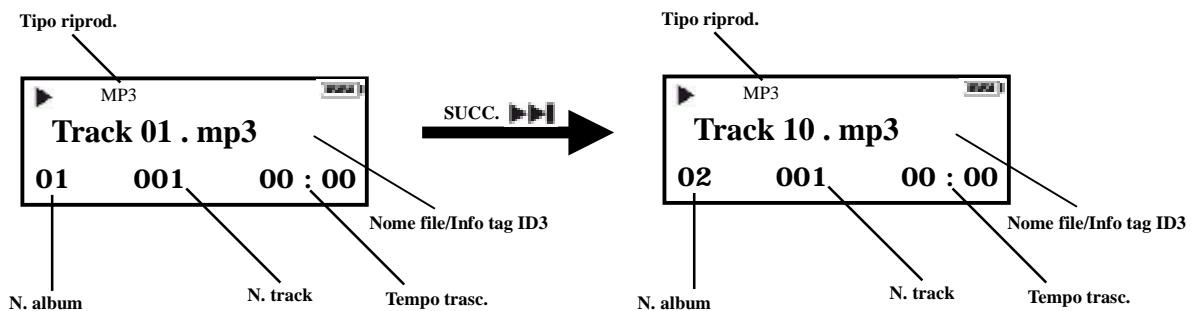 Tipo riprod.
MP3
Track 01 . mp3
01 001 00 : 00
Nome file/Info tag ID3
N. album
N. track
Tempo trasc.
SUCC.
Tipo riprod.
MP3
Track 10 . mp3
02 001 00 : 00
Nome file/Info tag ID3
N. album
N. track
Tempo trasc.